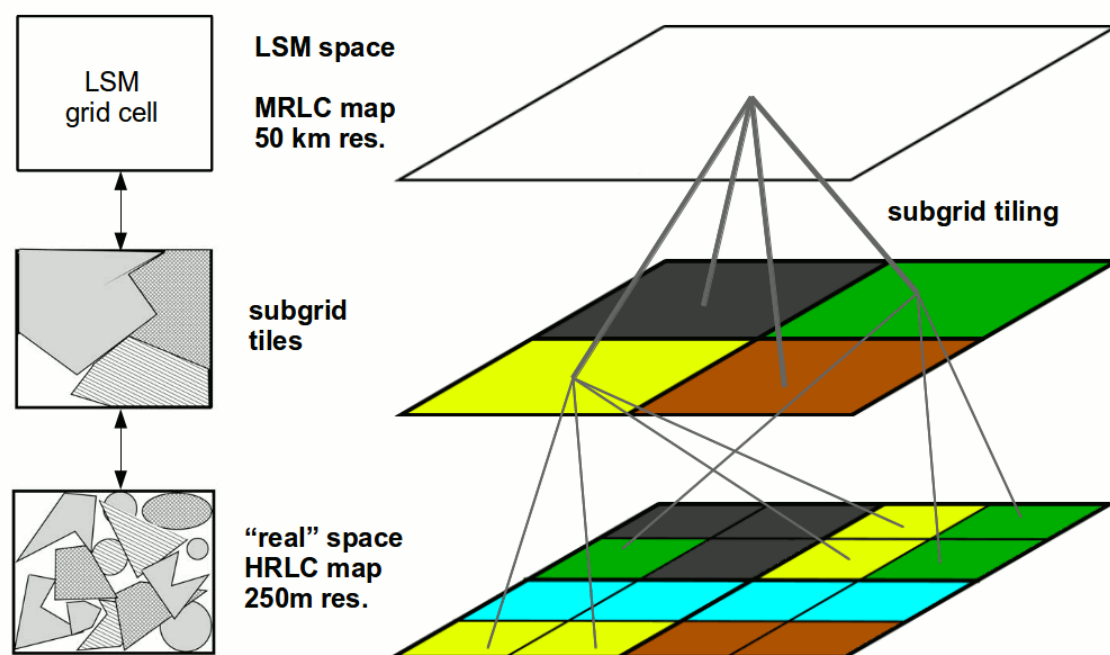 LSM
grid cell
LSM space
MRLC map
50 km res.
subgrid tiling
subgrid
tiles
“real” space
HRLC map
250m res.